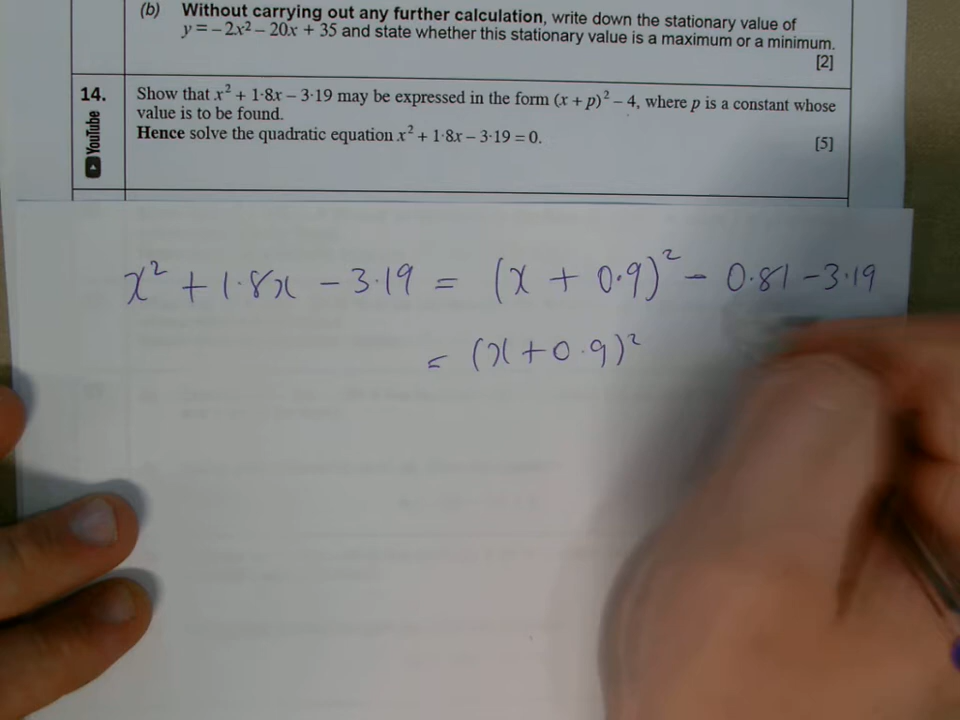 (b) Without carrying out any further calculation, write down the stationary value of
y = – 2x² – 20x + 35 and state whether this stationary value is a maximum or a minimum.
[2]
14. Show that x² + 1·8x – 3·19 may be expressed in the form (x + p)² – 4, where p is a constant whose
value is to be found.
Hence solve the quadratic equation x² + 1·8x – 3·19 = 0.
[5]
YouTube
x² + 1·8x – 3·19 = (x + 0·9)² – 0·81 – 3·19
= (x + 0·9)²